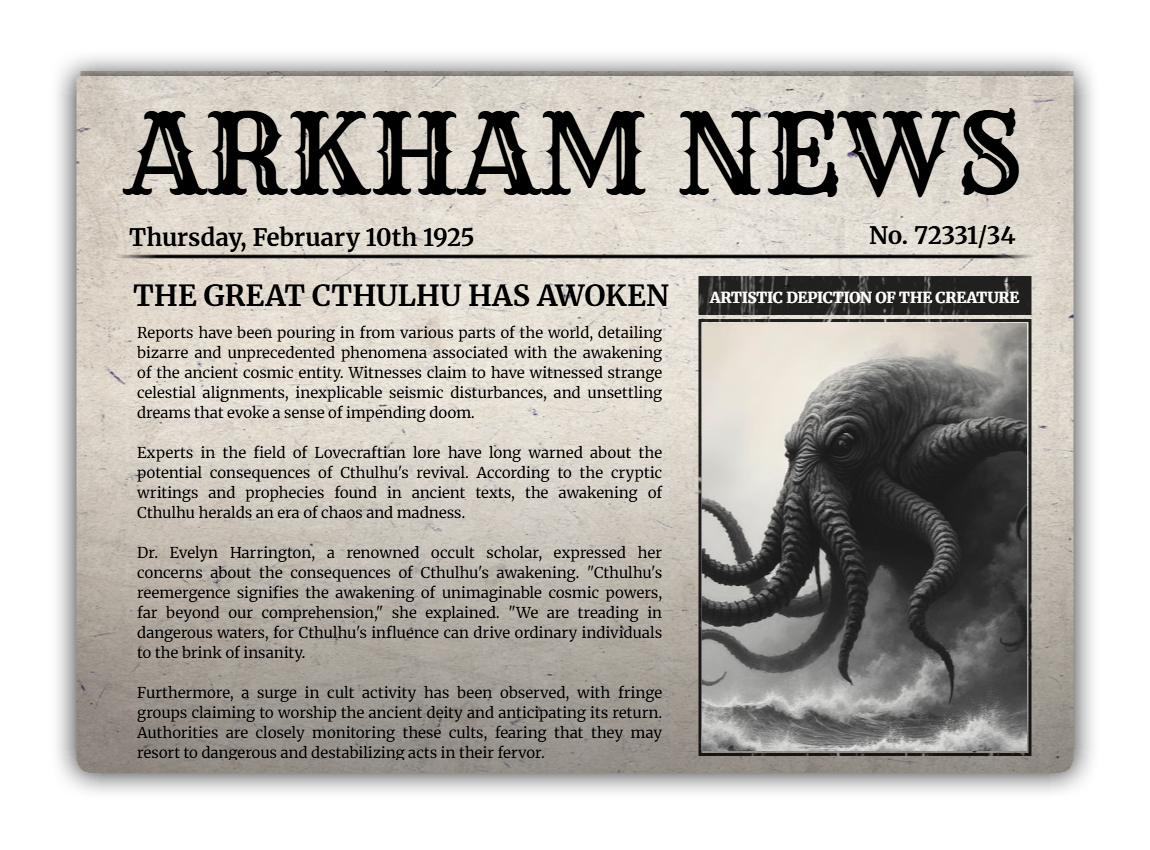 ARKHAM NEWS
Thursday, February 10th 1925
No. 72331/34
THE GREAT CTHULHU HAS AWOKEN
Reports have been pouring in from various parts of the world, detailing
bizarre and unprecedented phenomena associated with the awakening
of the ancient cosmic entity. Witnesses claim to have witnessed strange
celestial alignments, inexplicable seismic disturbances, and unsettling
dreams that evoke a sense of impending doom.
Experts in the field of Lovecraftian lore have long warned about the
potential consequences of Cthulhu's revival. According to the cryptic
writings and prophecies found in ancient texts, the awakening of
Cthulhu heralds an era of chaos and madness.
Dr. Evelyn Harrington, a renowned occult scholar, expressed her
concerns about the consequences of Cthulhu's awakening. "Cthulhu's
reemergence signifies the awakening of unimaginable cosmic powers,
far beyond our comprehension," she explained. "We are treading in
dangerous waters, for Cthulhu's influence can drive ordinary individuals
to the brink of insanity.
Furthermore, a surge in cult activity has been observed, with fringe
groups claiming to worship the ancient deity and anticipating its return.
Authorities are closely monitoring these cults, fearing that they may
resort to dangerous and destabilizing acts in their fervor.
ARTISTIC DEPICTION OF THE CREATURE